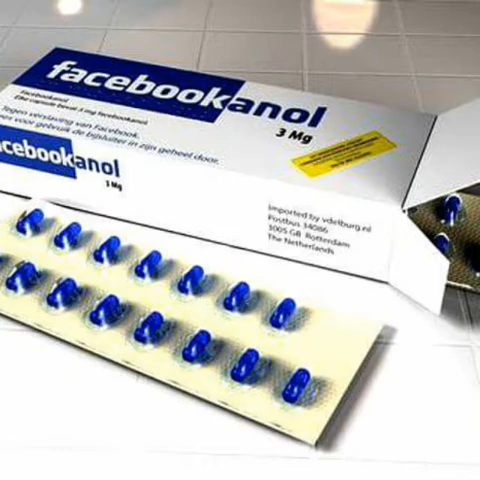 facebookanol
3 Mg
Facebookanol
Elke capsule bevat 3 mg facebookanol
Tegen verslaving van Facebook.
voor gebruik de bijsluiter in zijn geheel door.
acebookanol
3 Mg
Imported by vdelburg.nl
Postbus 34086
3005 GB Rotterdam
The Netherlands